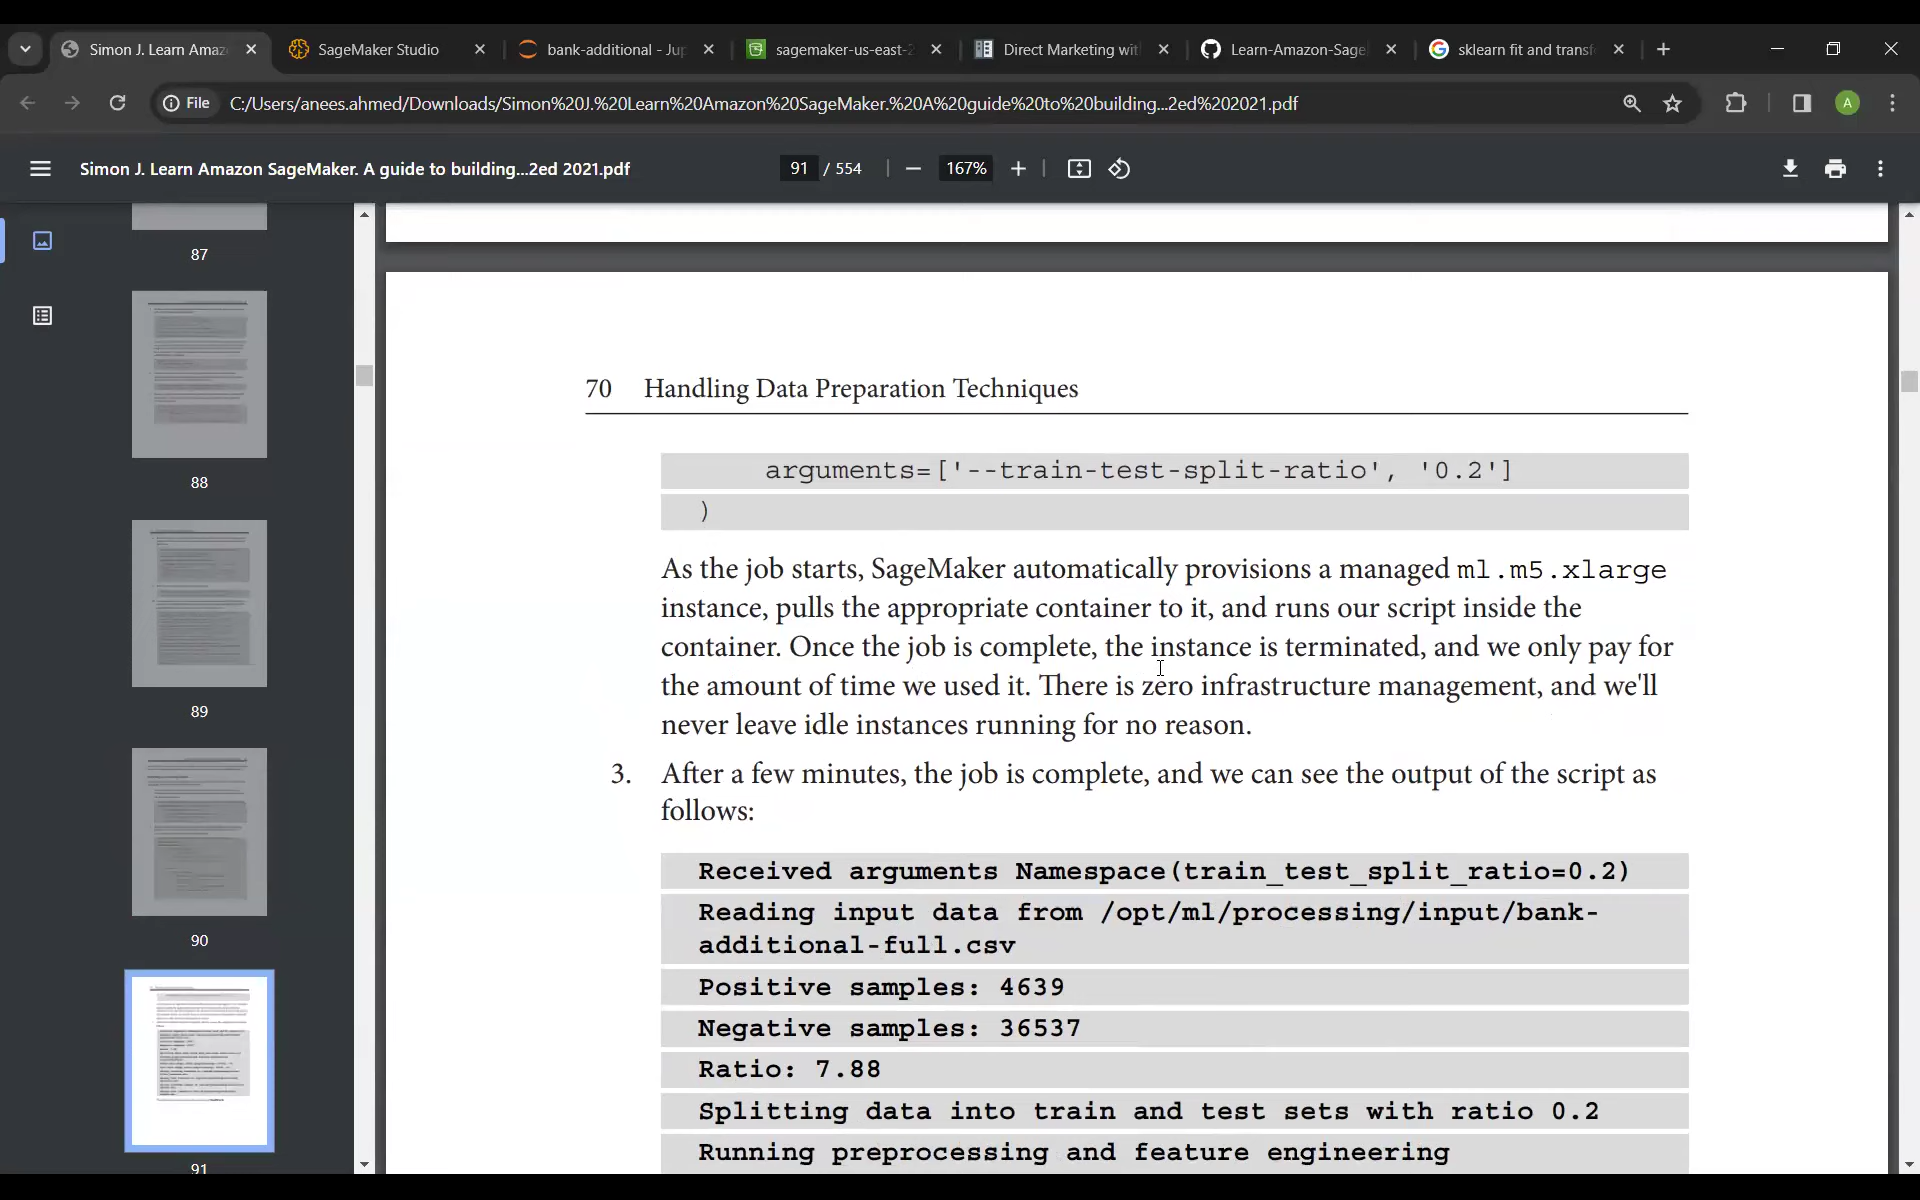 Simon J. Learn Amaz
SageMaker Studio
bank-additional - Jup
sagemaker-us-east-2
Direct Marketing wit
Learn-Amazon-Sage
sklearn fit and transf
File
C:/Users/anees.ahmed/Downloads/Simon%20J.%20Learn%20Amazon%20SageMaker.%20A%20guide%20to%20building...2ed%202021.pdf
A
Simon J. Learn Amazon SageMaker. A guide to building...2ed 2021.pdf
91 / 554
167%
87
88
89
90
91
70 Handling Data Preparation Techniques
arguments=['--train-test-split-ratio', '0.2']
)
As the job starts, SageMaker automatically provisions a managed ml.m5.xlarge
instance, pulls the appropriate container to it, and runs our script inside the
container. Once the job is complete, the instance is terminated, and we only pay for
the amount of time we used it. There is zero infrastructure management, and we'll
never leave idle instances running for no reason.
3. After a few minutes, the job is complete, and we can see the output of the script as
follows:
Received arguments Namespace(train_test_split_ratio=0.2)
Reading input data from /opt/ml/processing/input/bank-
additional-full.csv
Positive samples: 4639
Negative samples: 36537
Ratio: 7.88
Splitting data into train and test sets with ratio 0.2
Running preprocessing and feature engineering